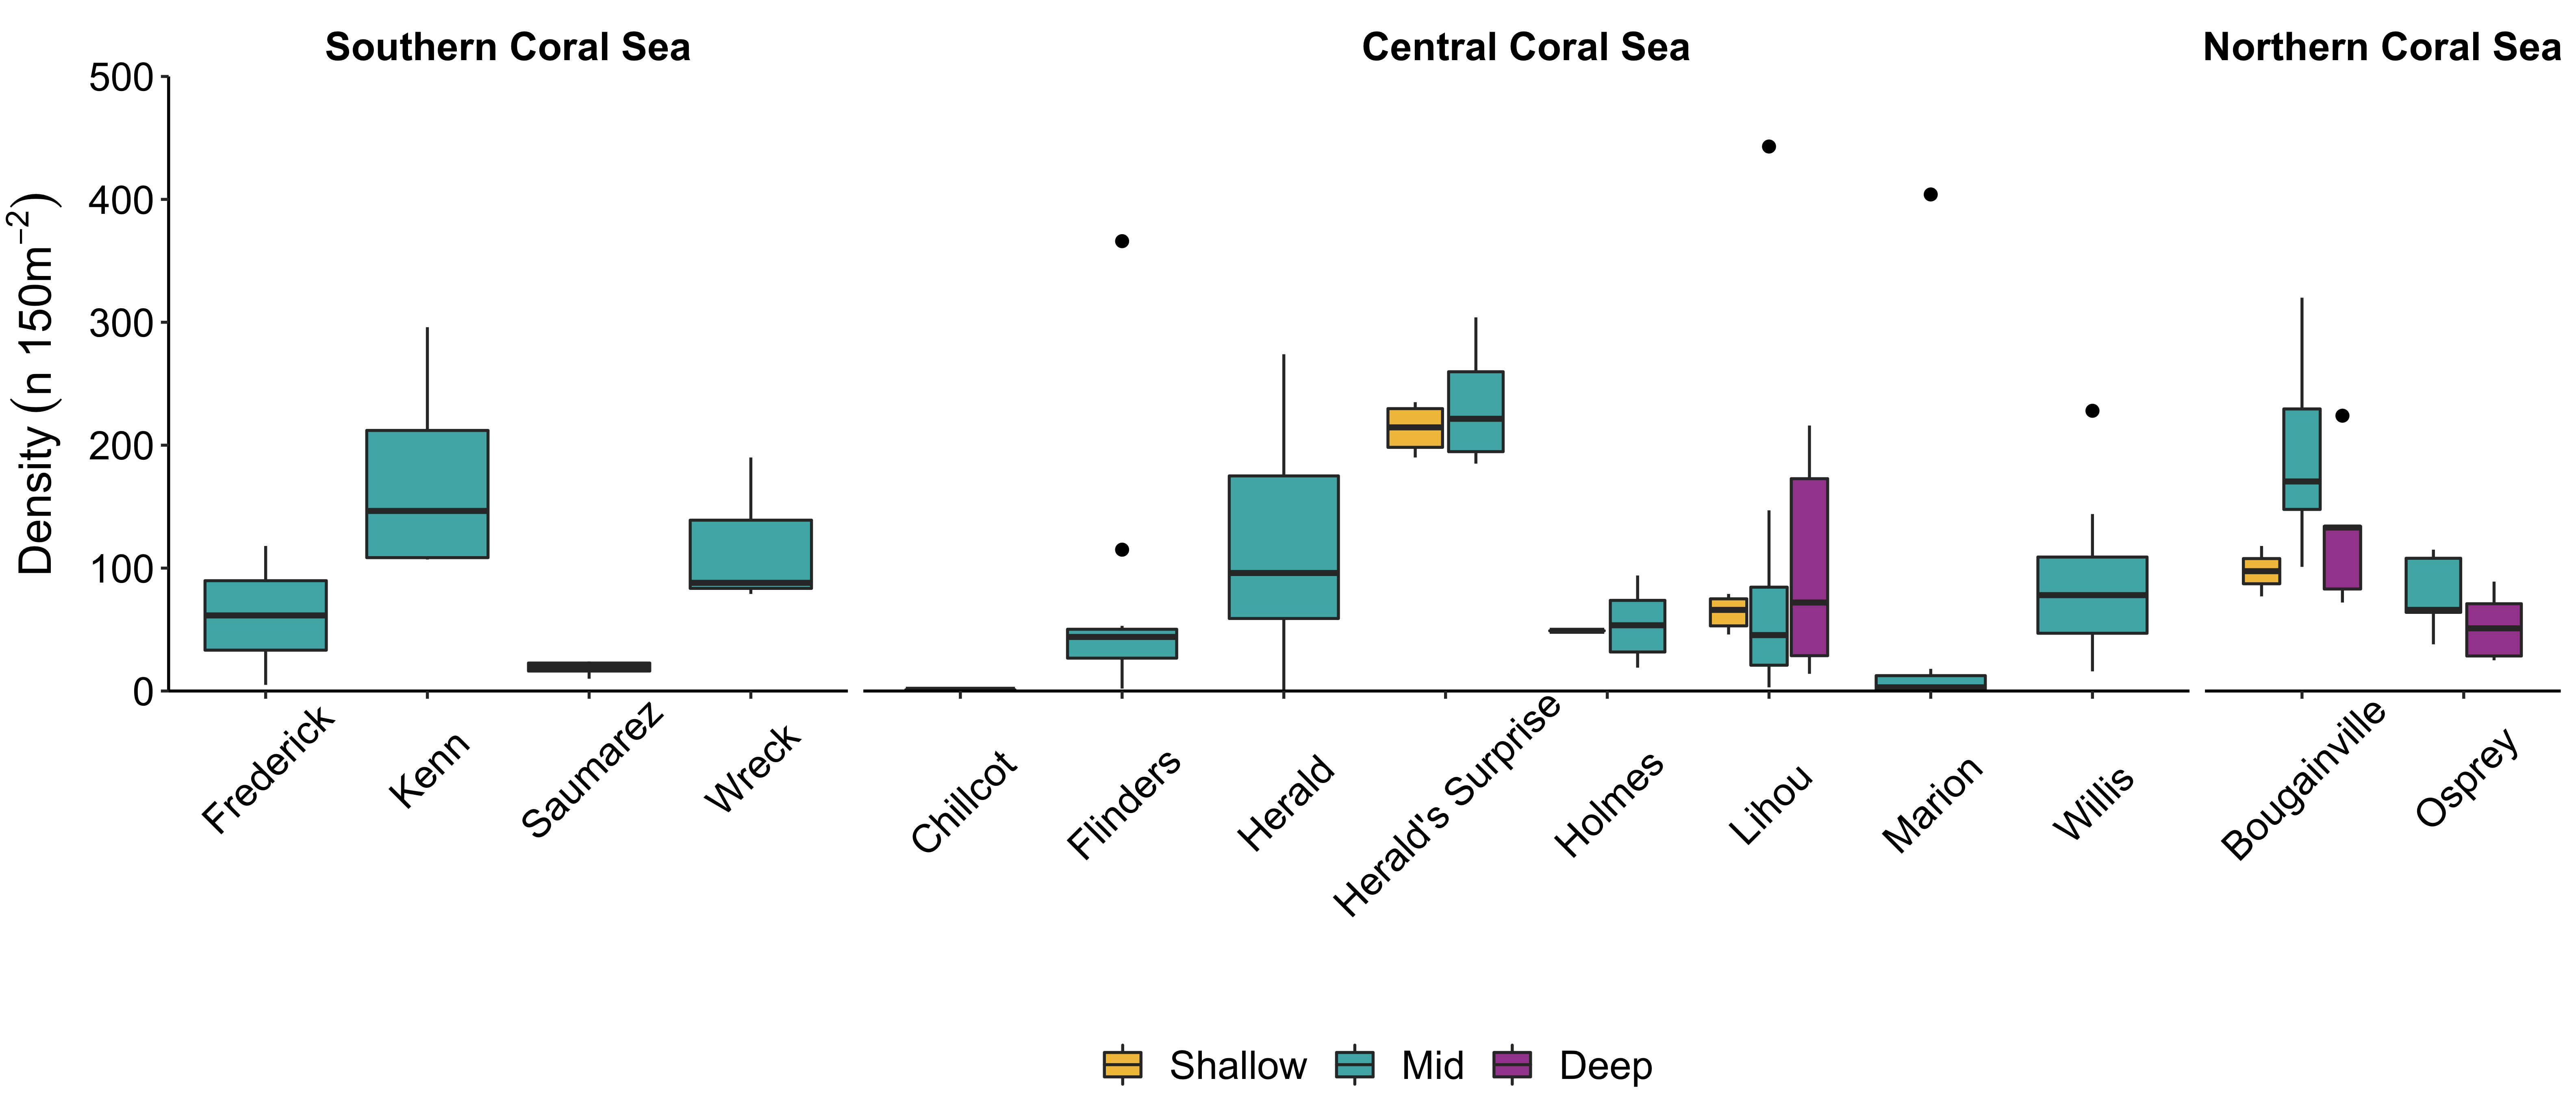 Southern Coral Sea
Central Coral Sea
Northern Coral Sea
Density (n 150m⁻²)
500
400
300
200
100
0
Frederick
Kenn
Saumarez
Wreck
Chillcot
Flinders
Herald
Herald's Surprise
Holmes
Lihou
Marion
Willis
Bougainville
Osprey
Shallow Mid Deep